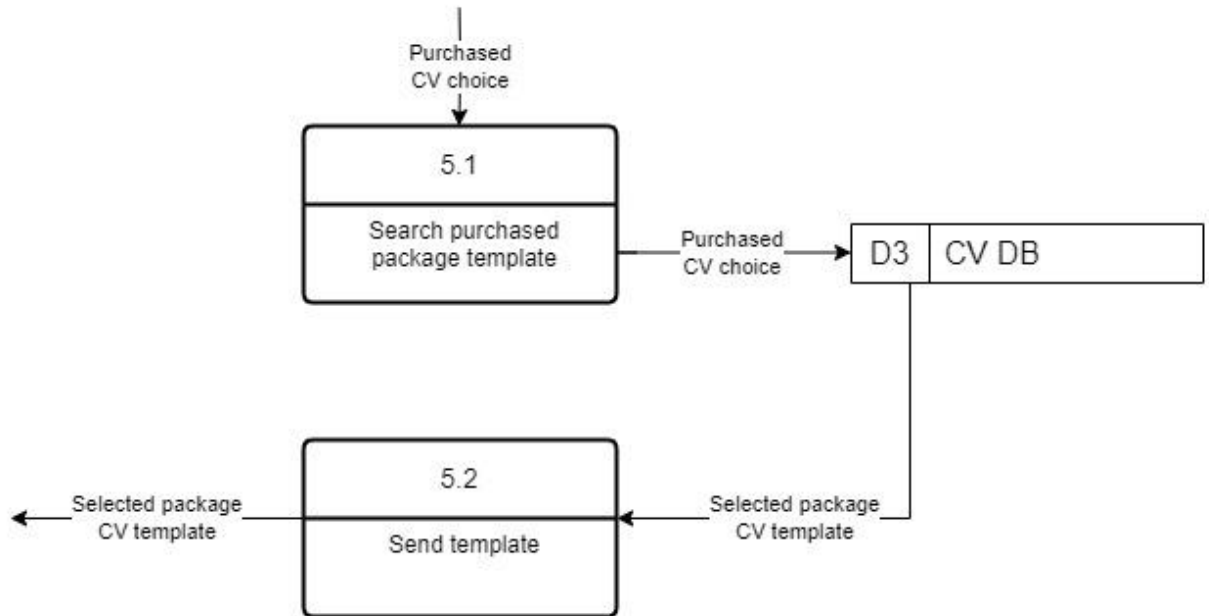 Purchased
CV choice
5.1
Search purchased
package template
Purchased
CV choice
D3
CV DB
5.2
Selected package
CV template
Selected package
CV template
Send template